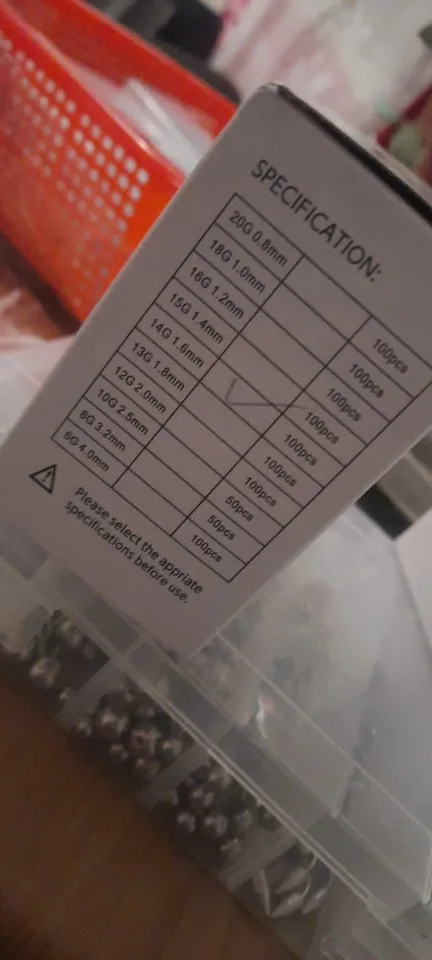 SPECIFICATION:
20G 0.8mm 100pcs
18G 1.0mm 100pcs
16G 1.2mm 100pcs
15G 1.4mm 100pcs
14G 1.6mm 100pcs
13G 1.8mm 100pcs
12G 2.0mm 100pcs
10G 2.5mm 50pcs
8G 3.2mm 50pcs
6G 4.0mm 100pcs
Please select the appriate
specifications before use.